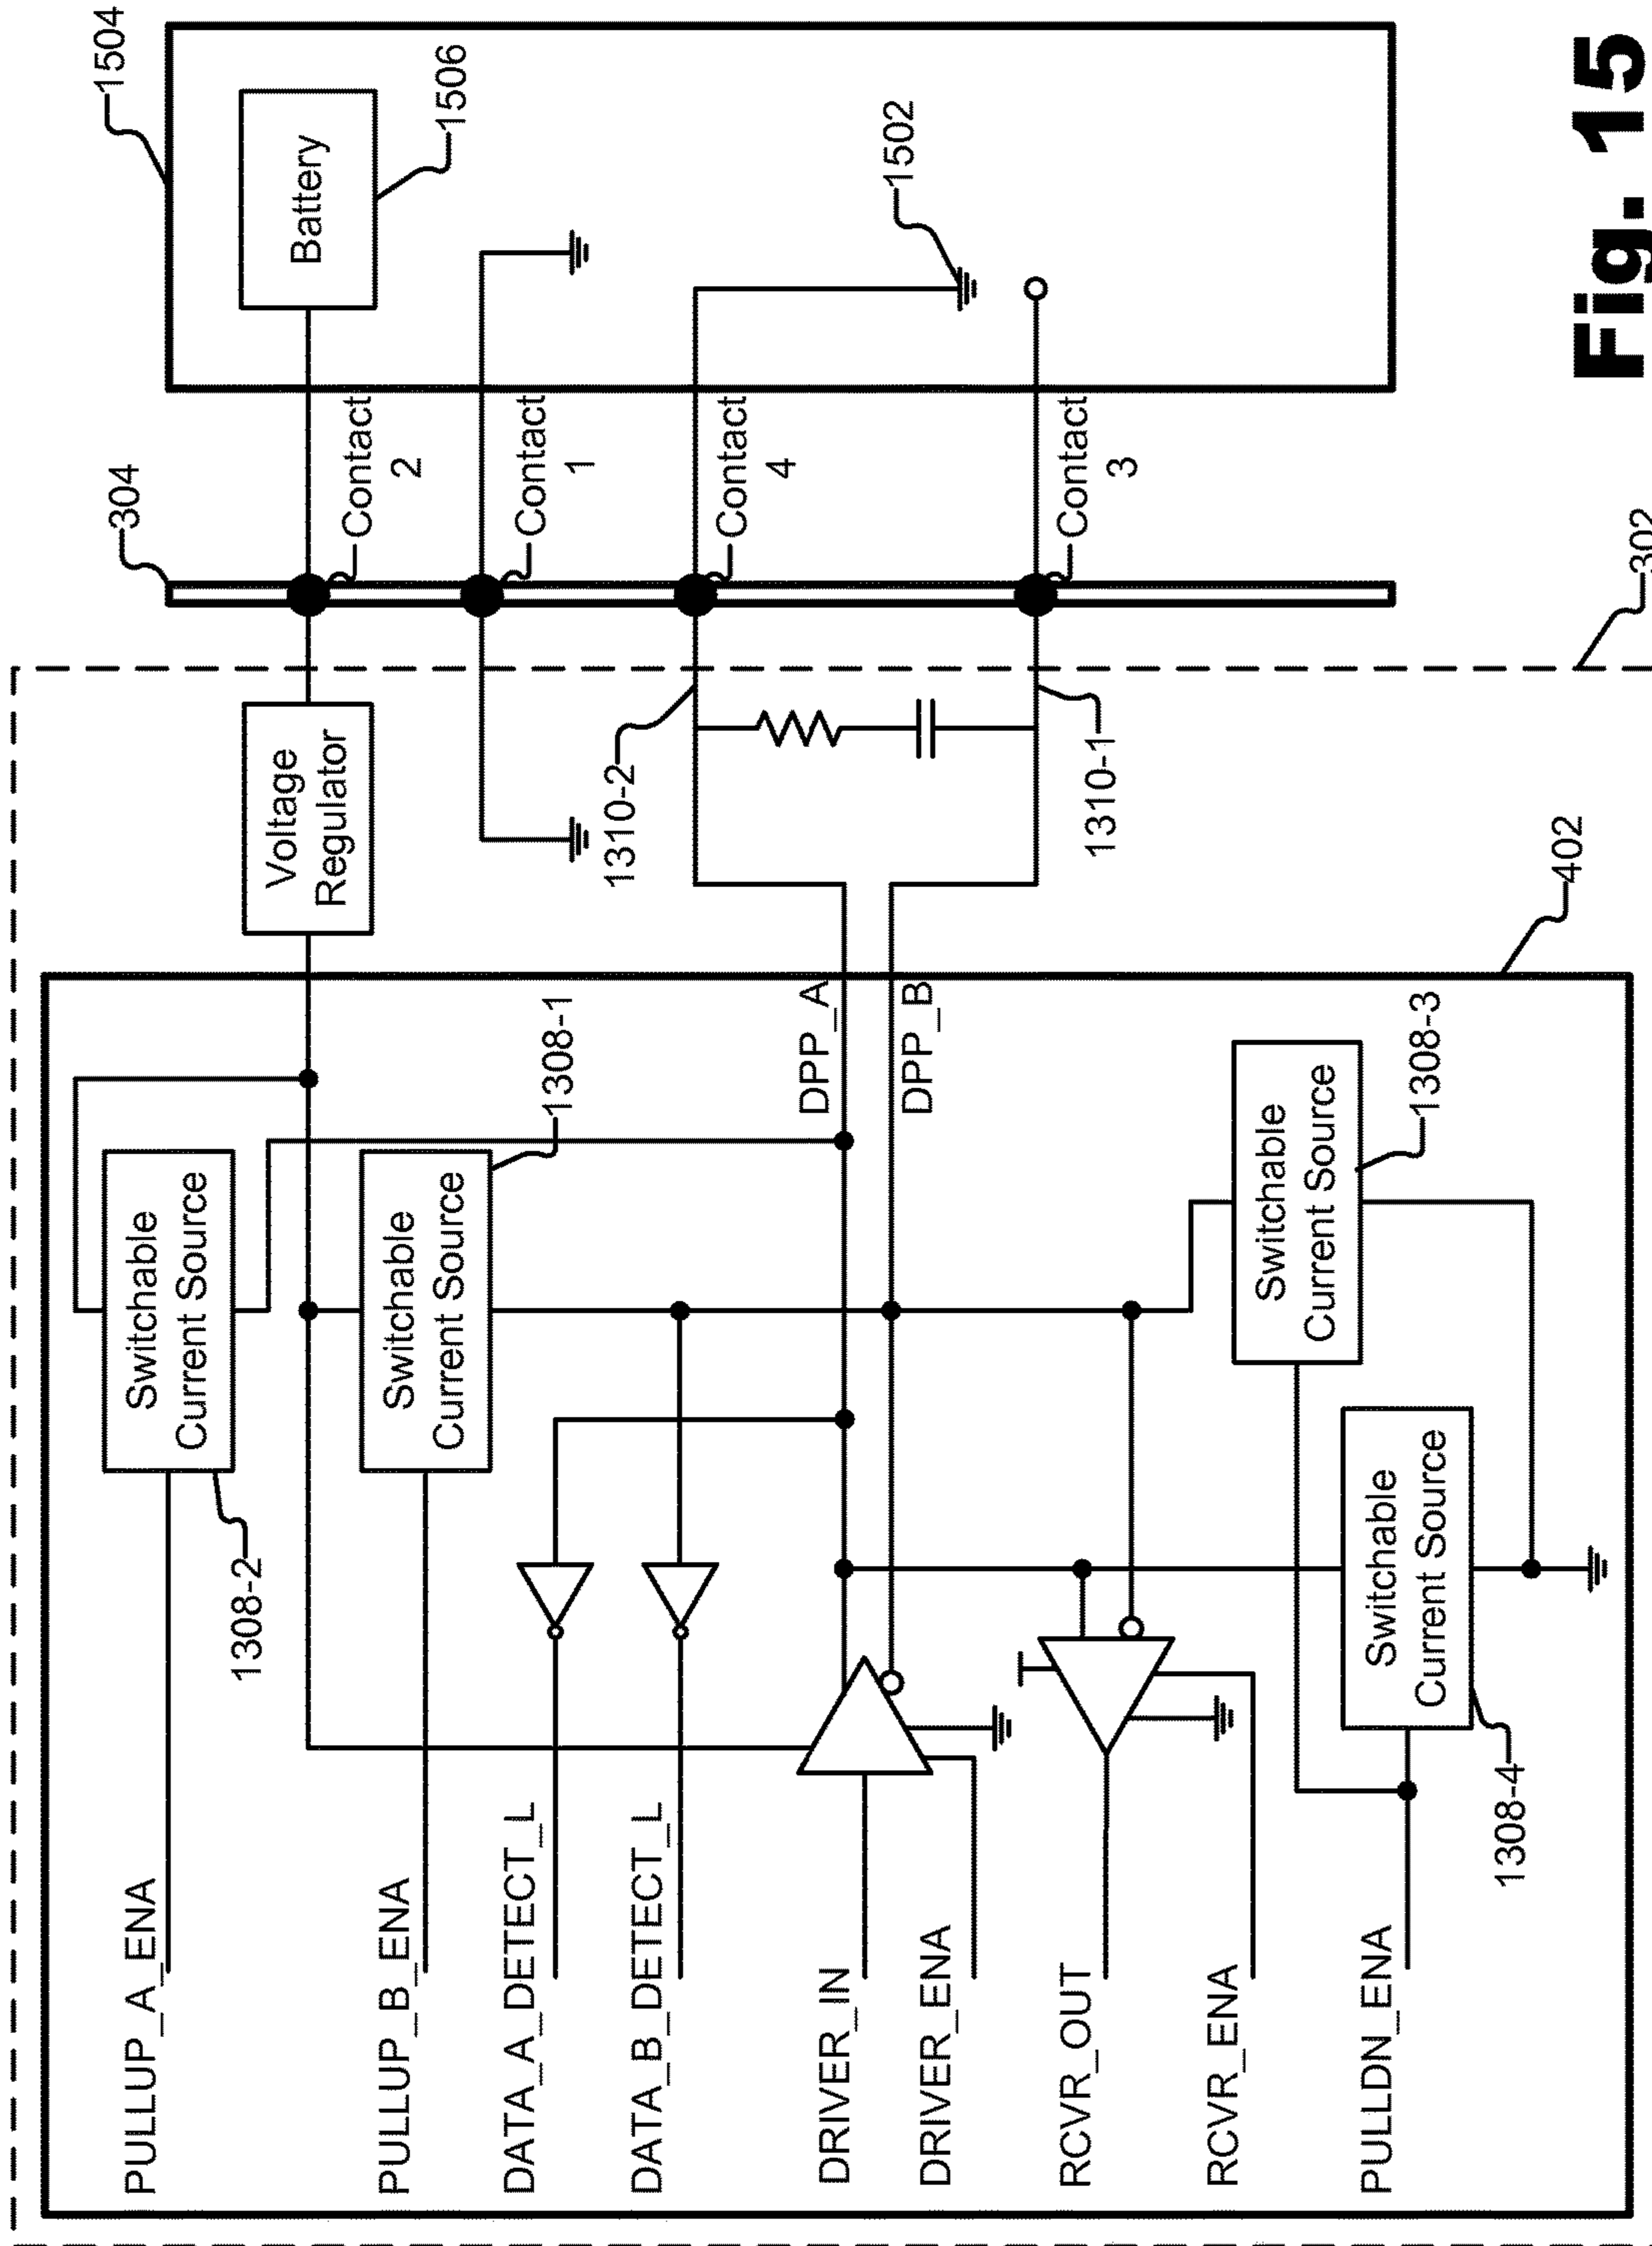 PULLUP_A_ENA
1308-2
Switchable
Current Source
Voltage
Regulator
304
Contact
2
Battery
1504
1506
PULLUP_B_ENA
Switchable
Current Source
1308-1
Contact
1
DATA_A_DETECT_L
DATA_B_DETECT_L
1310-2
Contact
4
1502
DRIVER_IN
DRIVER_ENA
DPP_A
DPP_B
RCVR_OUT
RCVR_ENA
1310-1
Contact
3
Switchable
Current Source
1308-3
PULLDN_ENA
Switchable
Current Source
1308-4
402
302
Fig. 15